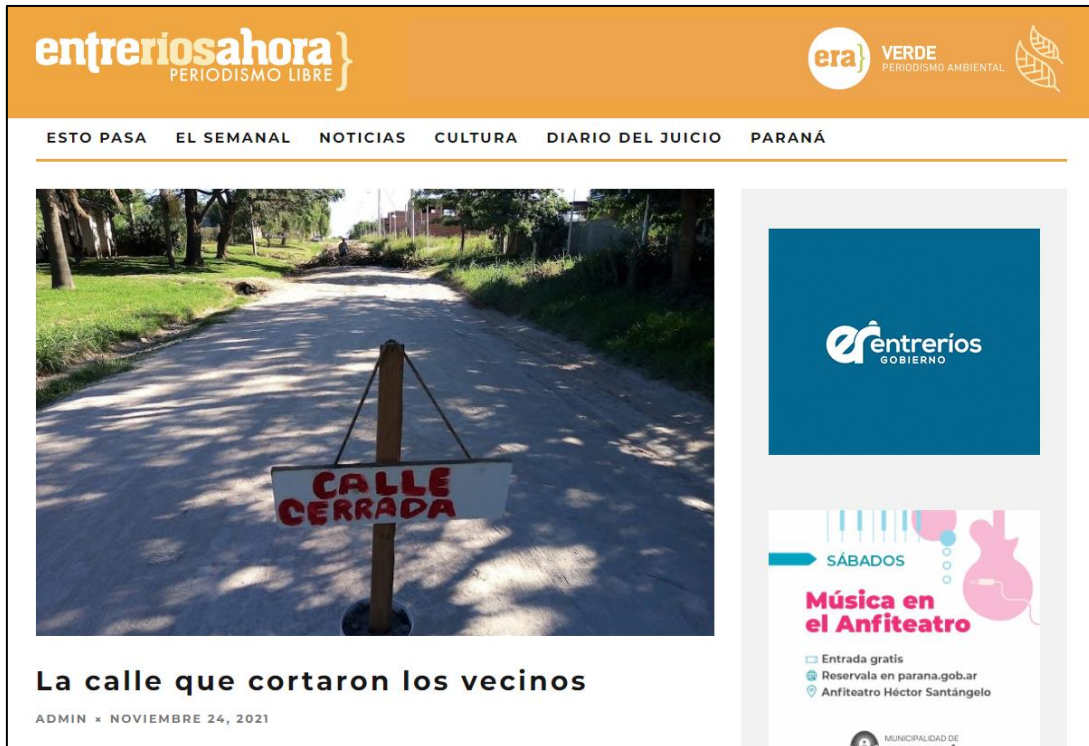 entreríosahora}
PERIODISMO LIBRE
era}
VERDE
PERIODISMO AMBIENTAL
ESTO PASA EL SEMANAL NOTICIAS CULTURA DIARIO DEL JUICIO PARANÁ
CALLE
CERRADA
La calle que cortaron los vecinos
ADMIN × NOVIEMBRE 24, 2021
er entreríos
GOBIERNO
SÁBADOS
Música en
el Anfiteatro
Entrada gratis
Reservala en parana.gob.ar
Anfiteatro Héctor Santángelo
MUNICIPALIDAD DE